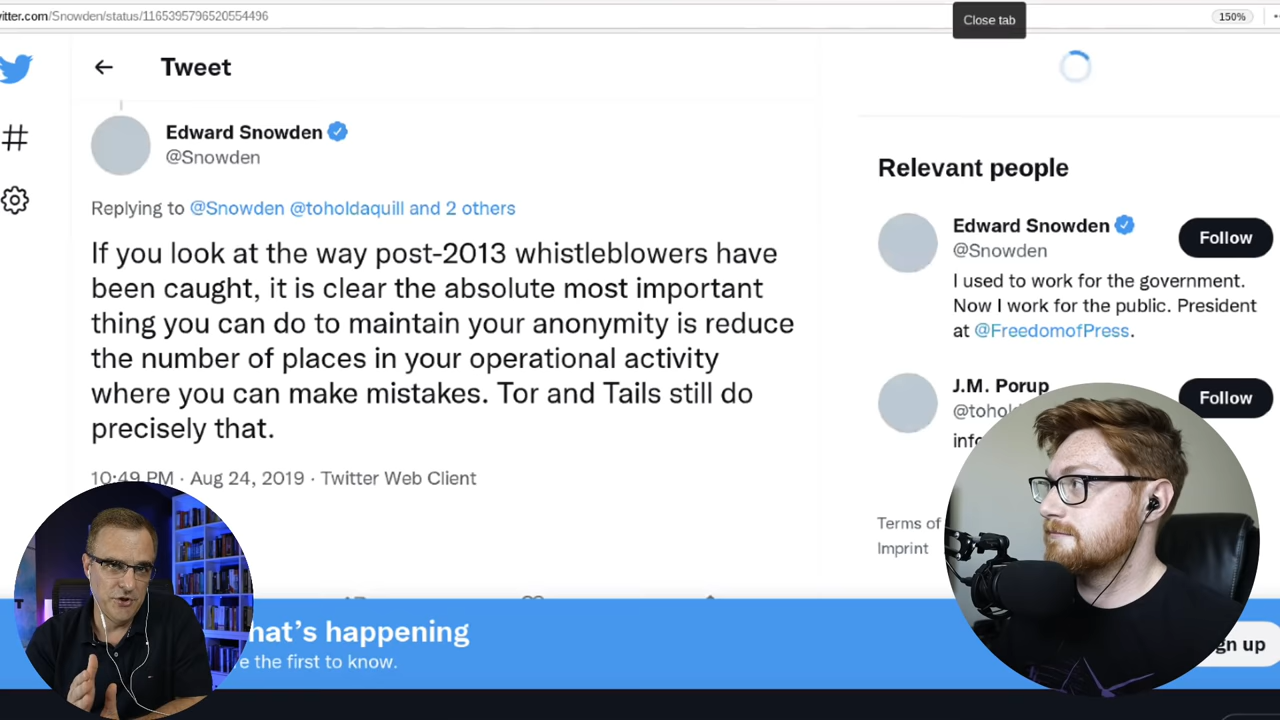 itter.com/Snowden/status/1165395796520554496
150%
Close tab
Tweet
Edward Snowden
@Snowden
Replying to @Snowden @toholdaquill and 2 others
If you look at the way post-2013 whistleblowers have
been caught, it is clear the absolute most important
thing you can do to maintain your anonymity is reduce
the number of places in your operational activity
where you can make mistakes. Tor and Tails still do
precisely that.
10:49 PM · Aug 24, 2019 · Twitter Web Client
Relevant people
Edward Snowden
@Snowden
Follow
I used to work for the government.
Now I work for the public. President
at @FreedomofPress.
J.M. Porup
@tohol
Follow
Terms of
Imprint
hat's happening
e the first to know.
gn up